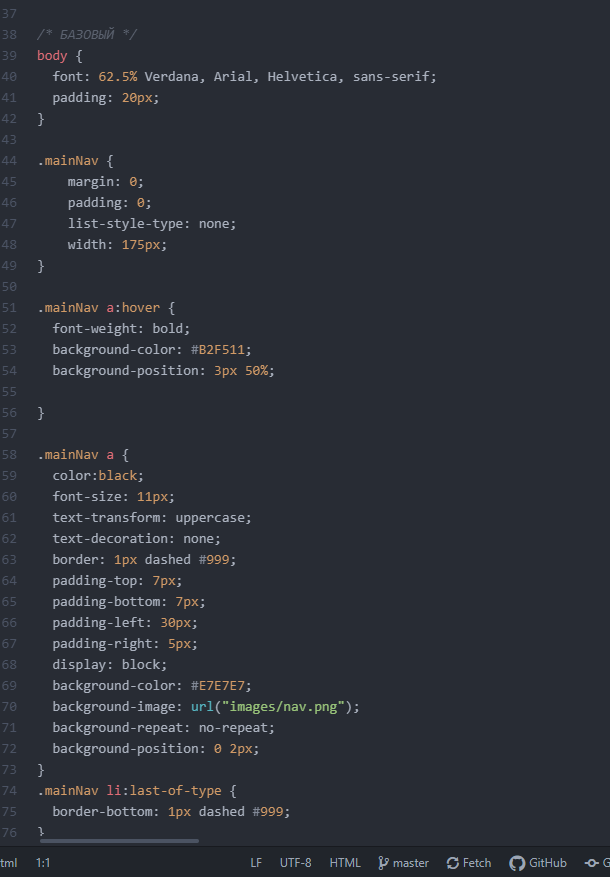 37
38 /* БАЗОВЫЙ */
39 body {
40 font: 62.5% Verdana, Arial, Helvetica, sans-serif;
41 padding: 20px;
42 }
43
44 .mainNav {
45 margin: 0;
46 padding: 0;
47 list-style-type: none;
48 width: 175px;
49 }
50
51 .mainNav a:hover {
52 font-weight: bold;
53 background-color: #B2F511;
54 background-position: 3px 50%;
55
56 }
57
58 .mainNav a {
59 color:black;
60 font-size: 11px;
61 text-transform: uppercase;
62 text-decoration: none;
63 border: 1px dashed #999;
64 padding-top: 7px;
65 padding-bottom: 7px;
66 padding-left: 30px;
67 padding-right: 5px;
68 display: block;
69 background-color: #E7E7E7;
70 background-image: url("images/nav.png");
71 background-repeat: no-repeat;
72 background-position: 0 2px;
73 }
74 .mainNav li:last-of-type {
75 border-bottom: 1px dashed #999;
76 }
tml 1:1 LF UTF-8 HTML master Fetch GitHub G